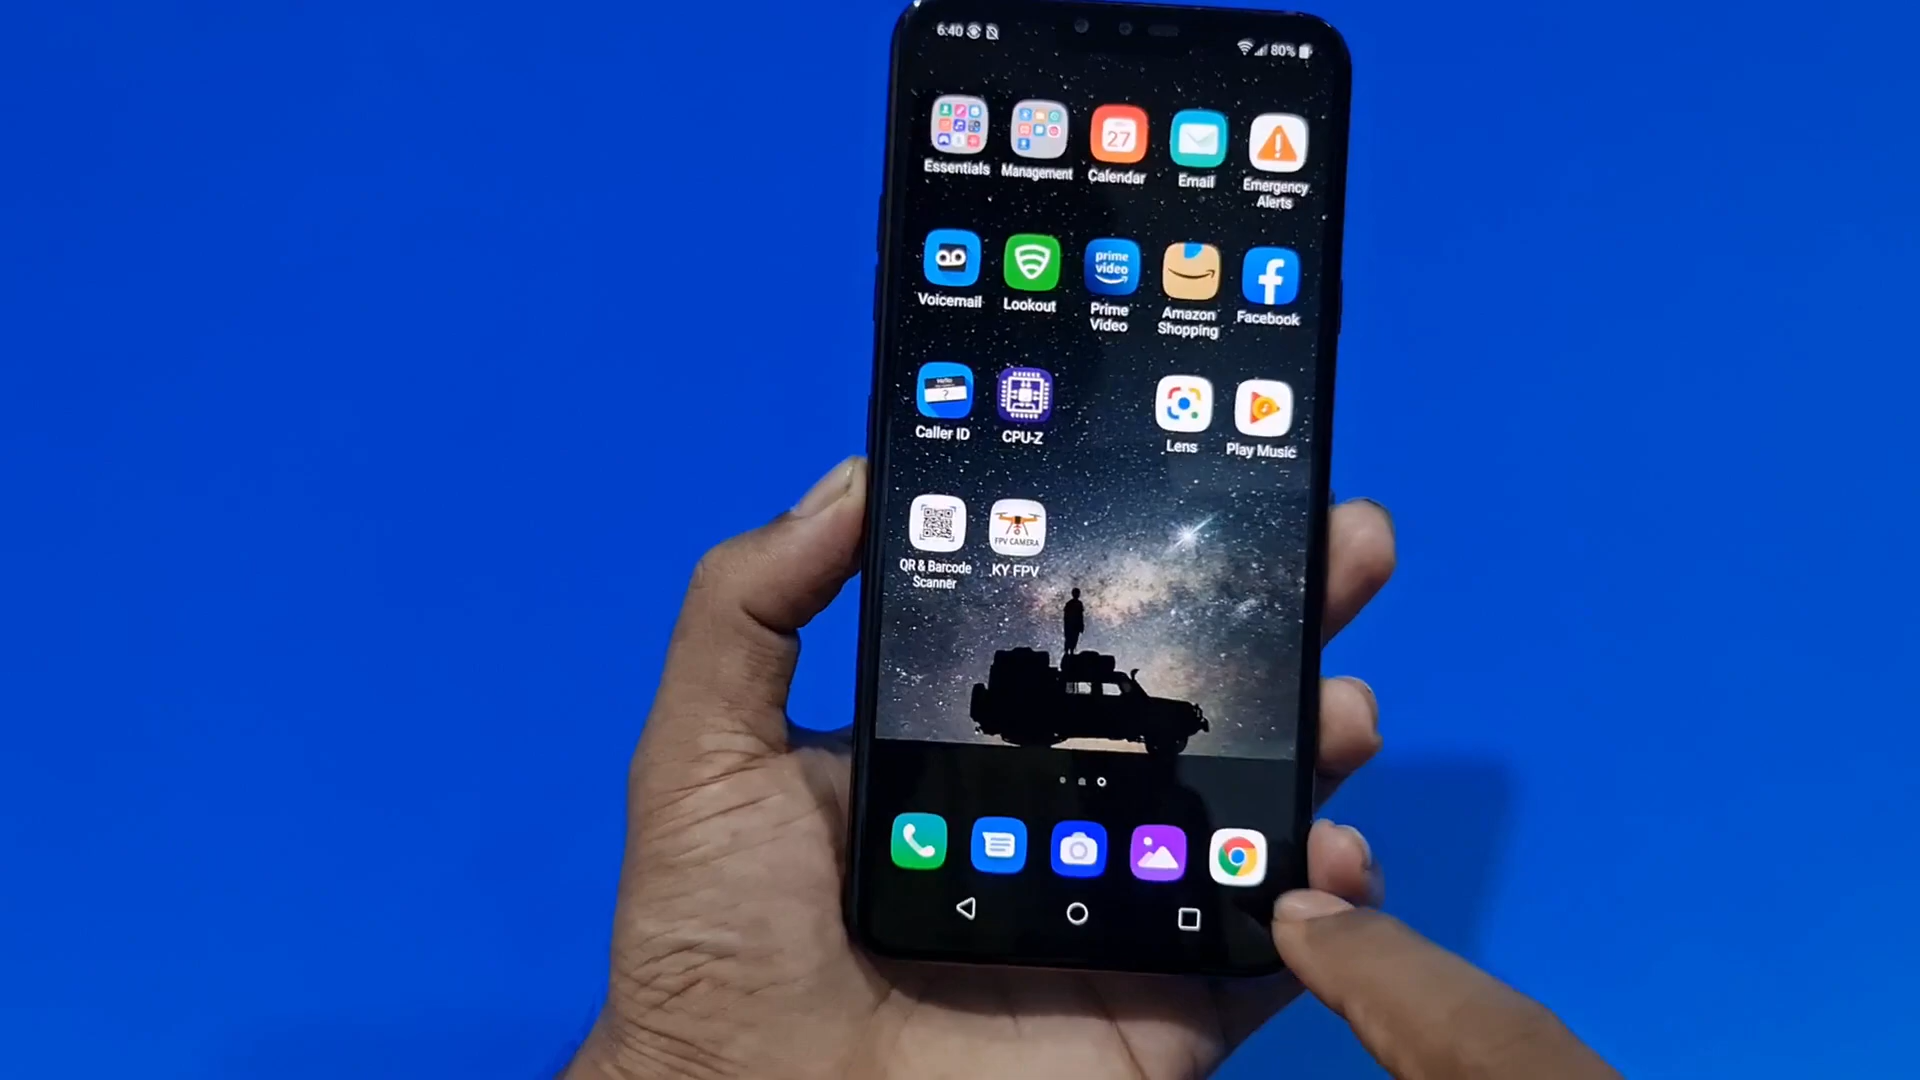 6:40
80%
27
Essentials
Management
Calendar
Email
Emergency
Alerts
prime
video
Voicemail
Lookout
Prime
Video
Amazon
Shopping
Facebook
Hello
?
Caller ID
CPU-Z
Lens
Play Music
FPV CAMERA
QR & Barcode
Scanner
KY FPV